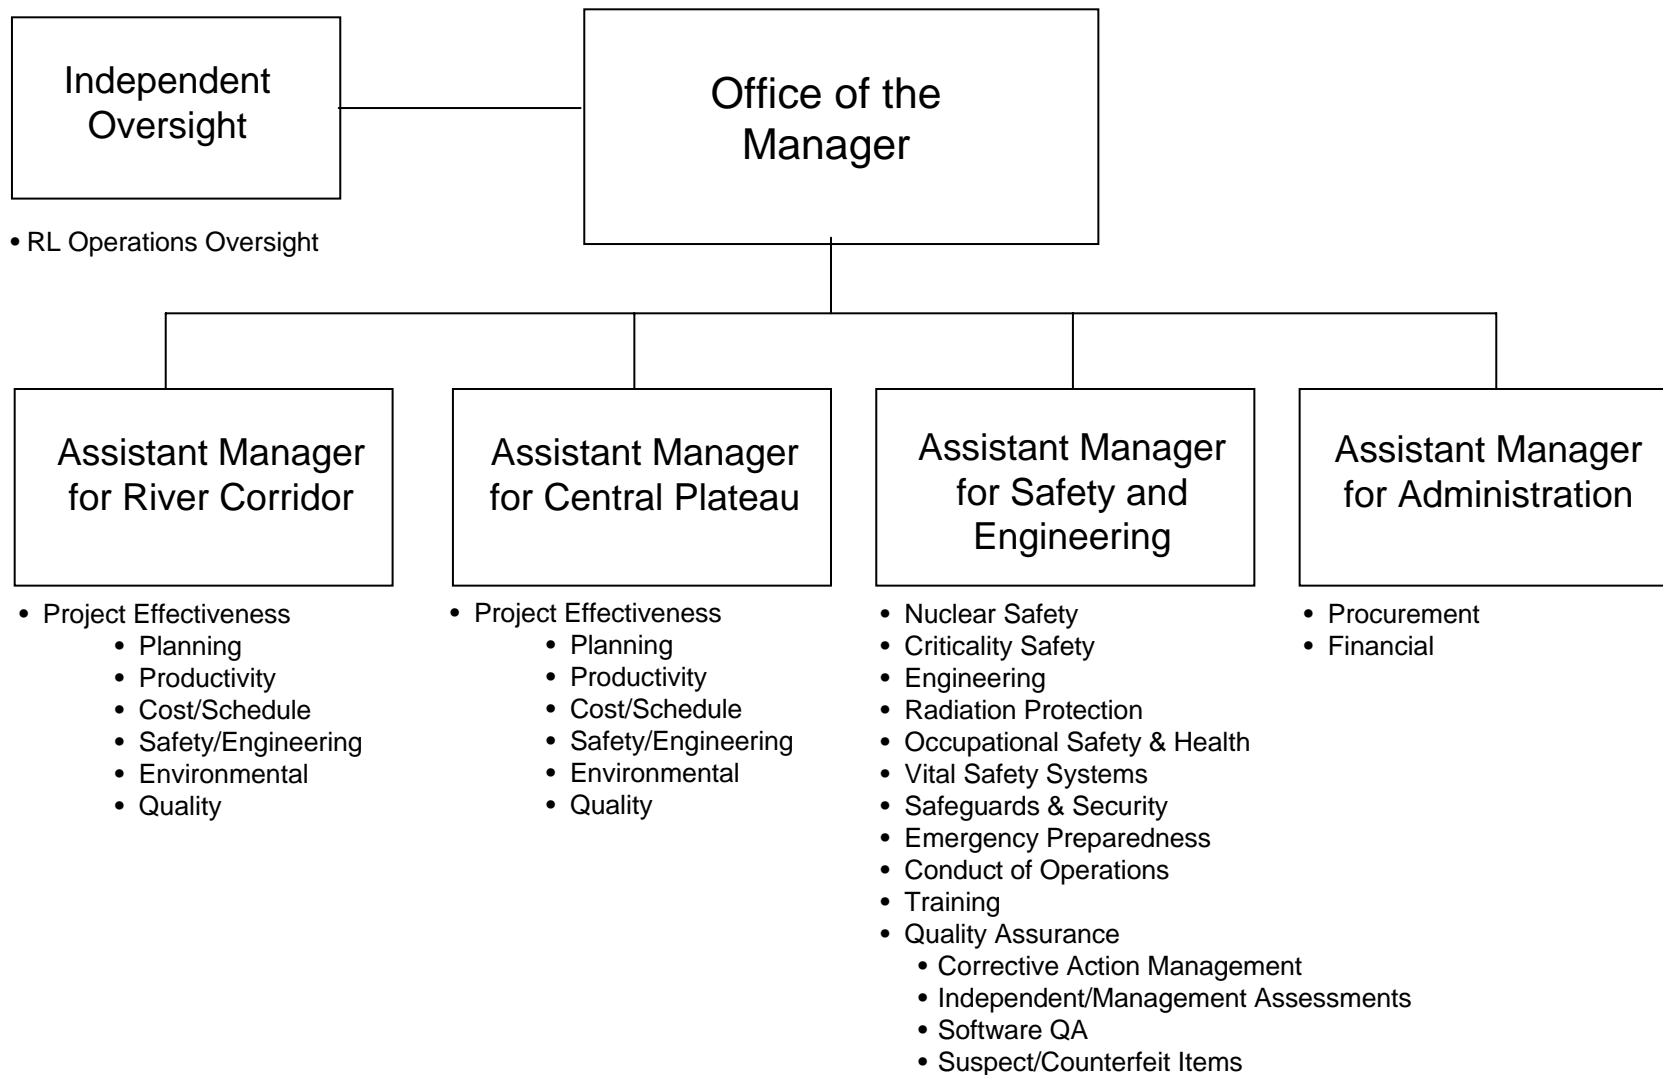 Independent
Oversight
Office of the
Manager
• RL Operations Oversight
Assistant Manager
for River Corridor
Assistant Manager
for Central Plateau
Assistant Manager
for Safety and
Engineering
Assistant Manager
for Administration
• Project Effectiveness
• Planning
• Productivity
• Cost/Schedule
• Safety/Engineering
• Environmental
• Quality
• Project Effectiveness
• Planning
• Productivity
• Cost/Schedule
• Safety/Engineering
• Environmental
• Quality
• Nuclear Safety
• Criticality Safety
• Engineering
• Radiation Protection
• Occupational Safety & Health
• Vital Safety Systems
• Safeguards & Security
• Emergency Preparedness
• Conduct of Operations
• Training
• Quality Assurance
• Corrective Action Management
• Independent/Management Assessments
• Software QA
• Suspect/Counterfeit Items
• Procurement
• Financial